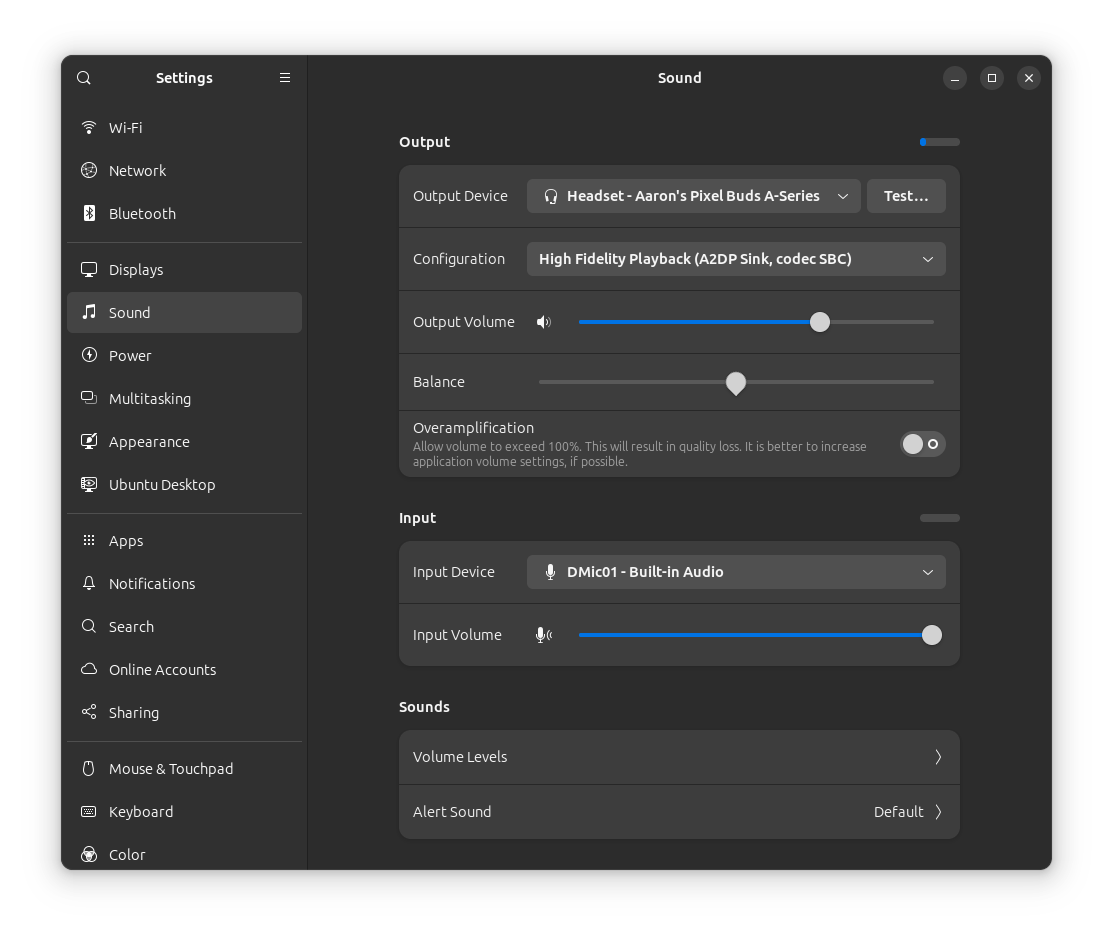 Settings
Sound
Wi-Fi
Network
Bluetooth
Displays
Sound
Power
Multitasking
Appearance
Ubuntu Desktop
Apps
Notifications
Search
Online Accounts
Sharing
Mouse & Touchpad
Keyboard
Color
Output
Output Device
Headset - Aaron's Pixel Buds A-Series
Test…
Configuration
High Fidelity Playback (A2DP Sink, codec SBC)
Output Volume
Balance
Overamplification
Allow volume to exceed 100%. This will result in quality loss. It is better to increase
application volume settings, if possible.
Input
Input Device
DMic01 - Built-in Audio
Input Volume
Sounds
Volume Levels
Alert Sound
Default